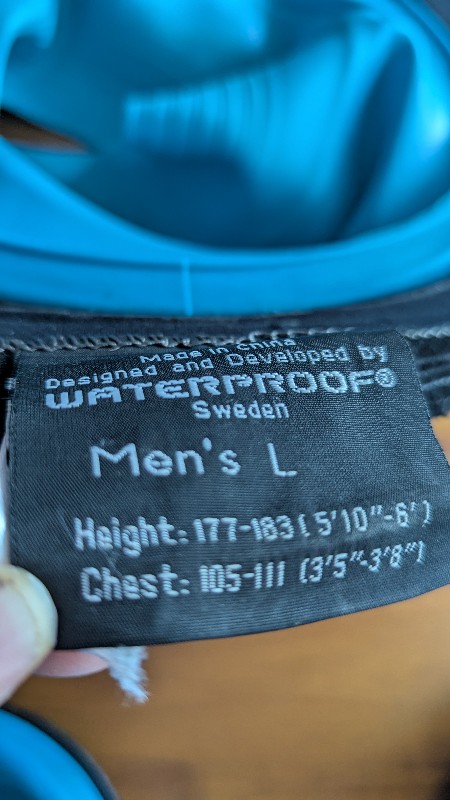 Made in China
Designed and Developed by
WATERPROOF®
Sweden
Men's L
Height: 177-183 (5'10"-6')
Chest: 105-111 (3'5"-3'8")